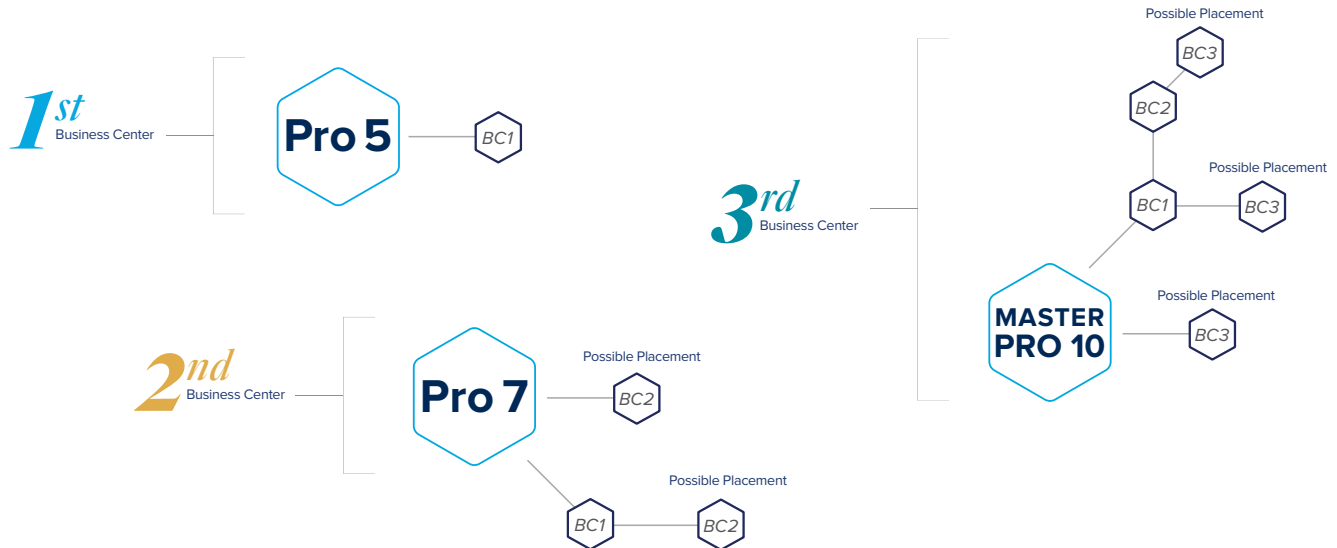 1st
Business Center
Pro 5
BC1
2nd
Business Center
Pro 7
Possible Placement
BC2
BC1
Possible Placement
BC2
3rd
Business Center
MASTER
PRO 10
BC1
BC2
Possible Placement
BC3
Possible Placement
BC3
Possible Placement
BC3